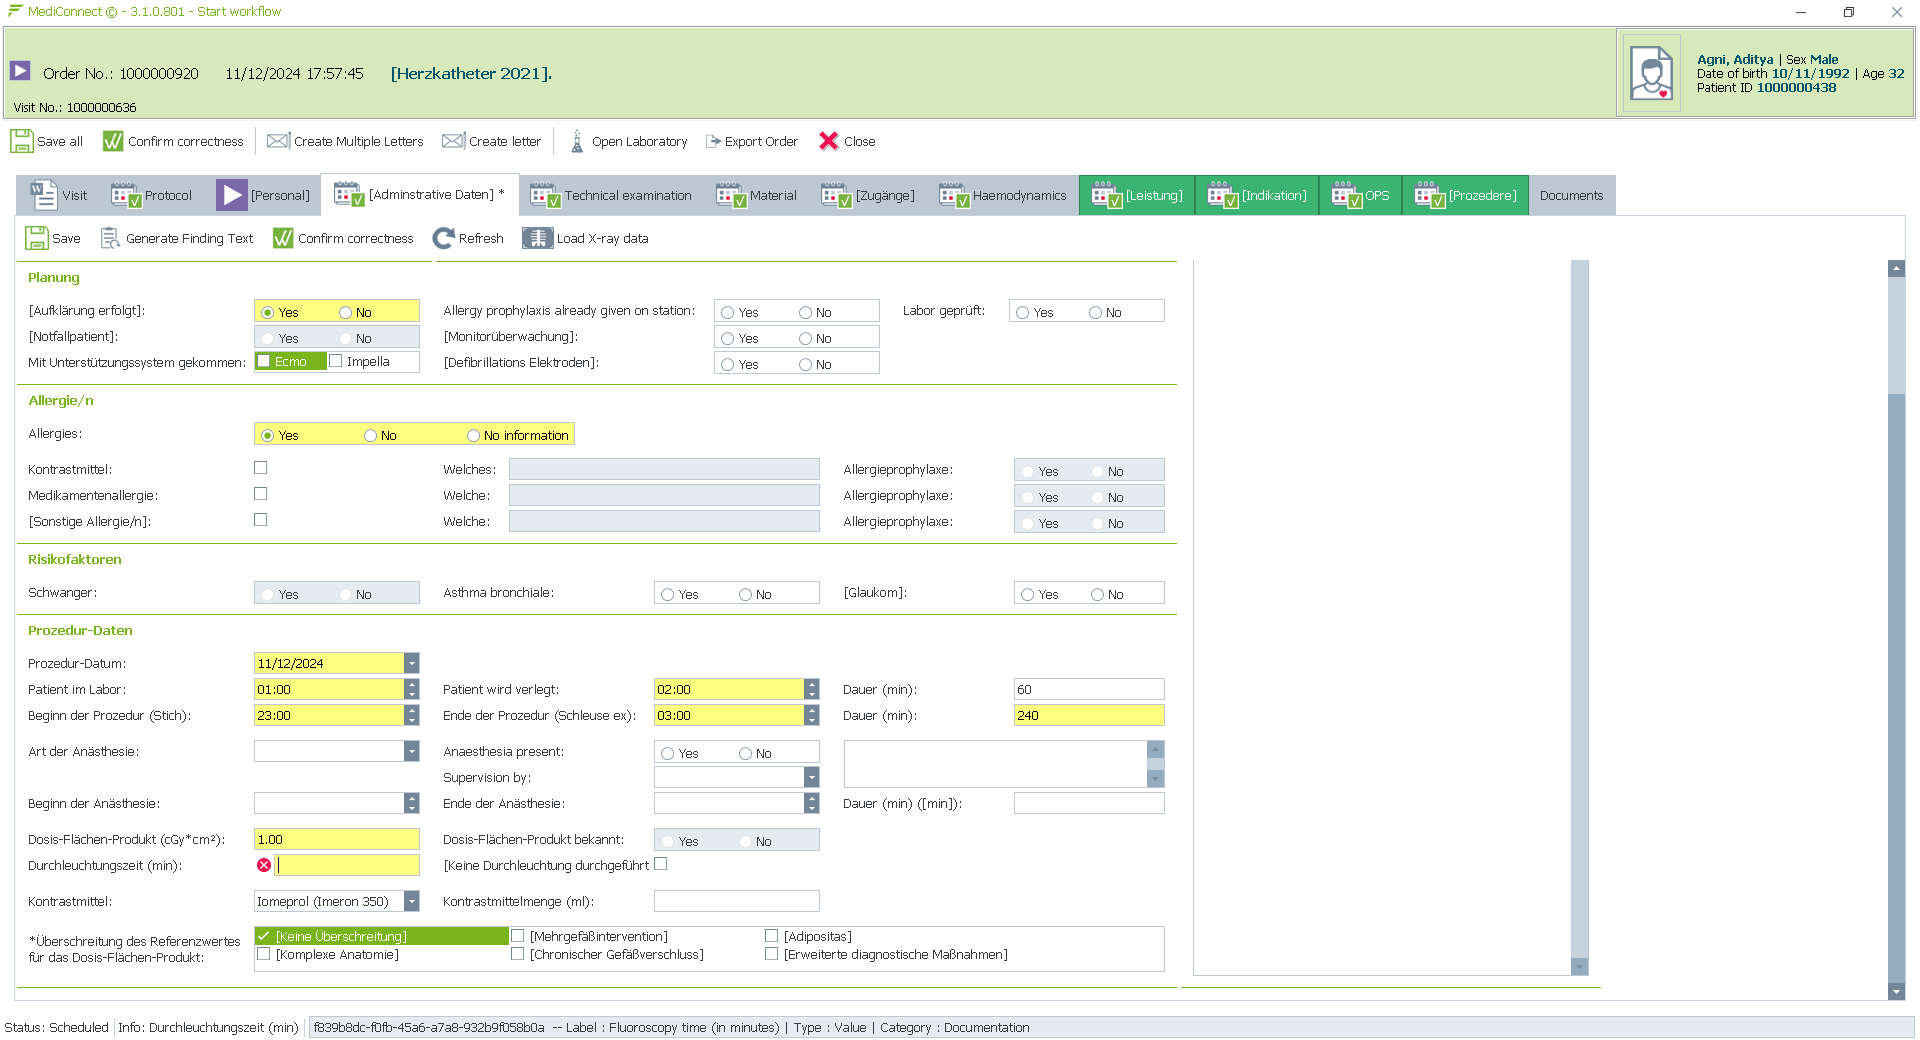 MediConnect © - 3.1.0.801 - Start workflow
Order No.: 1000000920 11/12/2024 17:57:45 [Herzkatheter 2021].
Visit No.: 1000000636
Agni, Aditya | Sex Male
Date of birth 10/11/1992 | Age 32
Patient ID 1000000438
Save all Confirm correctness Create Multiple Letters Create letter Open Laboratory Export Order Close
Visit Protocol [Personal] [Adminstrative Daten] * Technical examination Material [Zugänge] Haemodynamics [Leistung] [Indikation] OPS [Prozedere] Documents
Save Generate Finding Text Confirm correctness Refresh Load X-ray data
Planung
[Aufklärung erfolgt]: Yes No Allergy prophylaxis already given on station: Yes No Labor geprüft: Yes No
[Notfallpatient]: Yes No [Monitorüberwachung]: Yes No
Mit Unterstützungssystem gekommen: Ecmo Impella [Defibrillations Elektroden]: Yes No
Allergie/n
Allergies: Yes No No information
Kontrastmittel: Welches: Allergieprophylaxe: Yes No
Medikamentenallergie: Welche: Allergieprophylaxe: Yes No
[Sonstige Allergie/n]: Welche: Allergieprophylaxe: Yes No
Risikofaktoren
Schwanger: Yes No Asthma bronchiale: Yes No [Glaukom]: Yes No
Prozedur-Daten
Prozedur-Datum: 11/12/2024
Patient im Labor: 01:00 Patient wird verlegt: 02:00 Dauer (min): 60
Beginn der Prozedur (Stich): 23:00 Ende der Prozedur (Schleuse ex): 03:00 Dauer (min): 240
Art der Anästhesie: Anaesthesia present: Yes No
Supervision by:
Beginn der Anästhesie: Ende der Anästhesie: Dauer (min) ([min]):
Dosis-Flächen-Produkt (cGy*cm²): 1.00 Dosis-Flächen-Produkt bekannt: Yes No
Durchleuchtungszeit (min): [Keine Durchleuchtung durchgeführt
Kontrastmittel: Iomeprol (Imeron 350) Kontrastmittelmenge (ml):
*Überschreitung des Referenzwertes
für das Dosis-Flächen-Produkt:
[Keine Überschreitung] [Mehrgefäßintervention] [Adipositas]
[Komplexe Anatomie] [Chronischer Gefäßverschluss] [Erweiterte diagnostische Maßnahmen]
Status: Scheduled Info: Durchleuchtungszeit (min) f839b8dc-f0fb-45a6-a7a8-932b9f058b0a -- Label : Fluoroscopy time (in minutes) | Type : Value | Category : Documentation